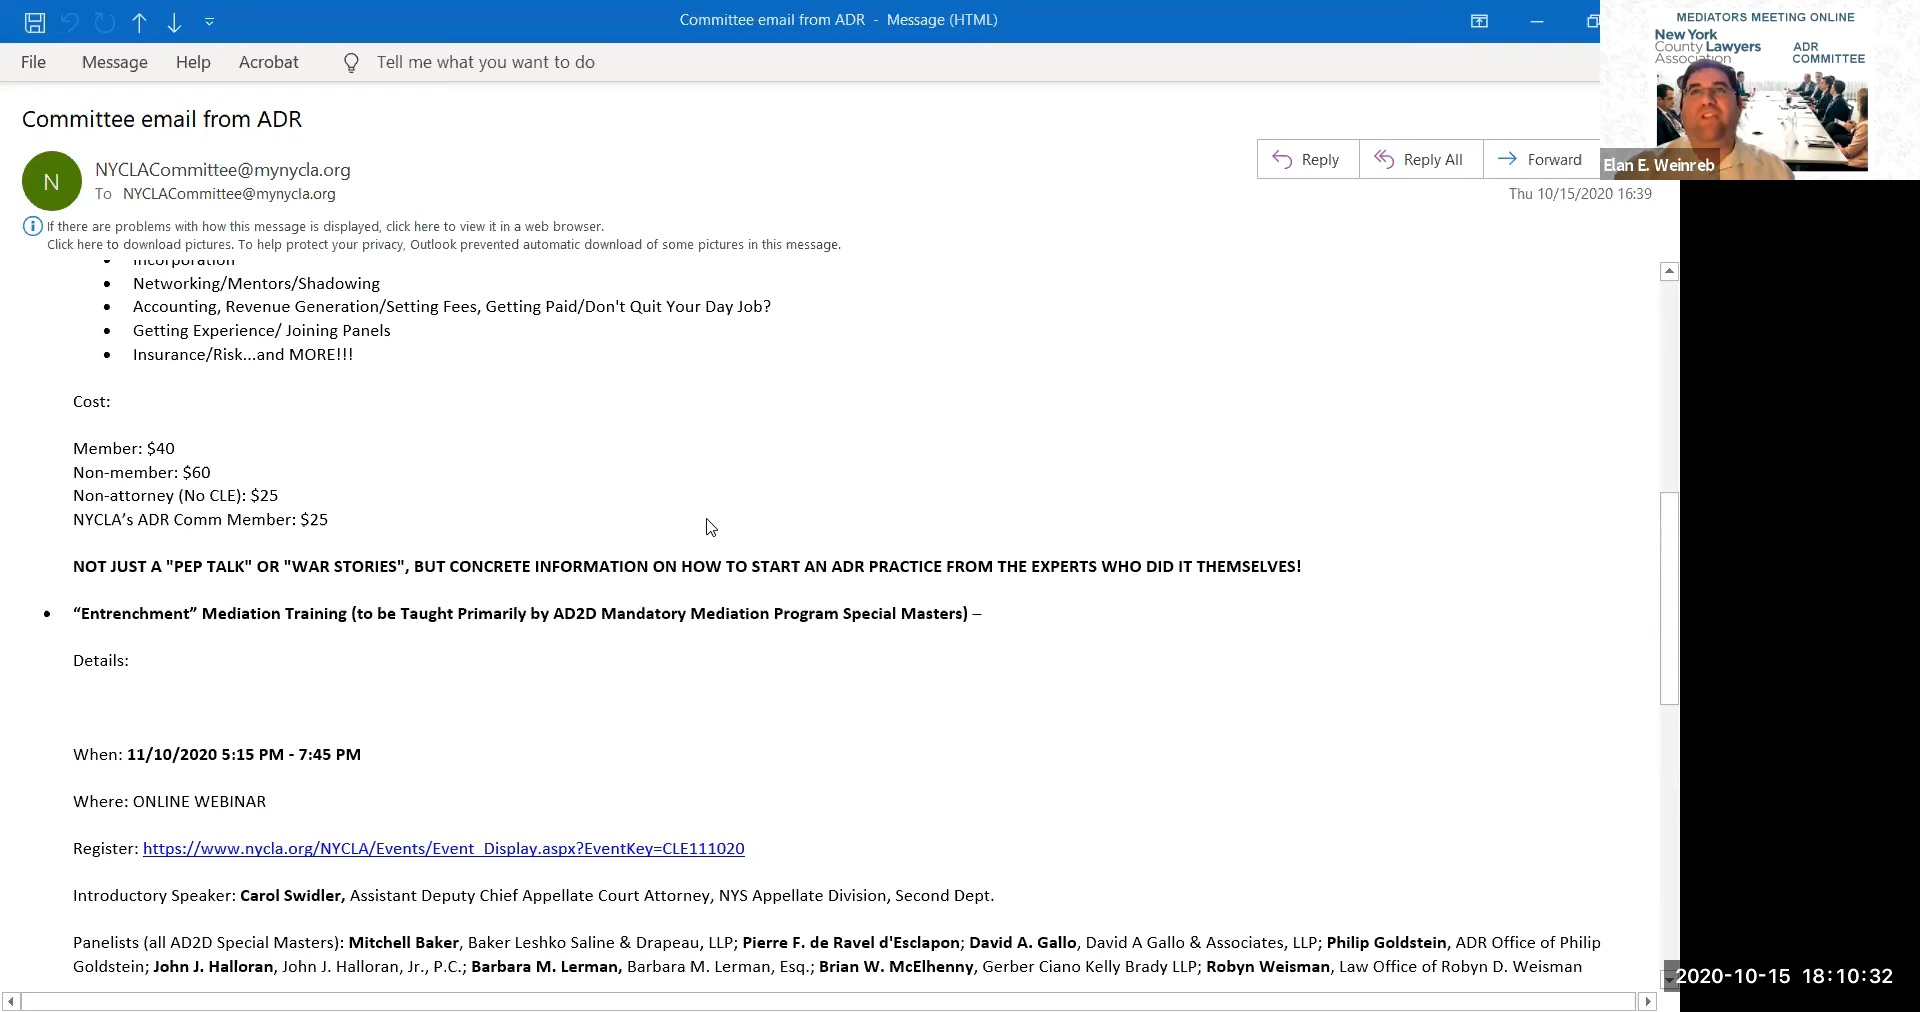 Committee email from ADR - Message (HTML)
MEDIATORS MEETING ONLINE
New York
County Lawyers
Association
ADR
COMMITTEE
File Message Help Acrobat Tell me what you want to do
Committee email from ADR
N
NYCLACommittee@mynycla.org
To NYCLACommittee@mynycla.org
Reply Reply All Forward
Elan E. Weinreb
Thu 10/15/2020 16:39
If there are problems with how this message is displayed, click here to view it in a web browser.
Click here to download pictures. To help protect your privacy, Outlook prevented automatic download of some pictures in this message.
• Incorporation
• Networking/Mentors/Shadowing
• Accounting, Revenue Generation/Setting Fees, Getting Paid/Don't Quit Your Day Job?
• Getting Experience/ Joining Panels
• Insurance/Risk...and MORE!!!
Cost:
Member: $40
Non-member: $60
Non-attorney (No CLE): $25
NYCLA’s ADR Comm Member: $25
NOT JUST A "PEP TALK" OR "WAR STORIES", BUT CONCRETE INFORMATION ON HOW TO START AN ADR PRACTICE FROM THE EXPERTS WHO DID IT THEMSELVES!
• “Entrenchment” Mediation Training (to be Taught Primarily by AD2D Mandatory Mediation Program Special Masters) –
Details:
When: 11/10/2020 5:15 PM - 7:45 PM
Where: ONLINE WEBINAR
Register: https://www.nycla.org/NYCLA/Events/Event_Display.aspx?EventKey=CLE111020
Introductory Speaker: Carol Swidler, Assistant Deputy Chief Appellate Court Attorney, NYS Appellate Division, Second Dept.
Panelists (all AD2D Special Masters): Mitchell Baker, Baker Leshko Saline & Drapeau, LLP; Pierre F. de Ravel d'Esclapon; David A. Gallo, David A Gallo & Associates, LLP; Philip Goldstein, ADR Office of Philip
Goldstein; John J. Halloran, John J. Halloran, Jr., P.C.; Barbara M. Lerman, Barbara M. Lerman, Esq.; Brian W. McElhenny, Gerber Ciano Kelly Brady LLP; Robyn Weisman, Law Office of Robyn D. Weisman
2020-10-15 18:10:32